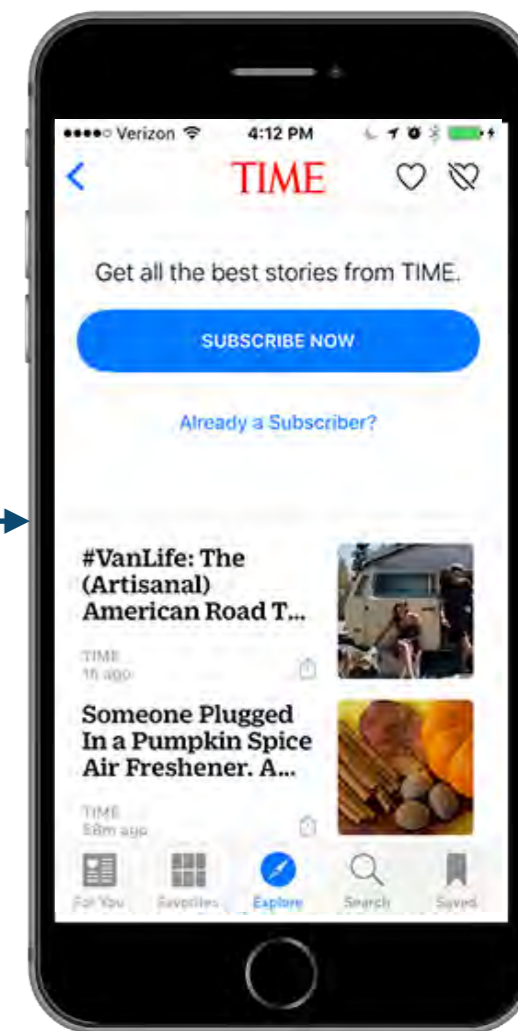 Verizon 4:12 PM
TIME
Get all the best stories from TIME.
SUBSCRIBE NOW
Already a Subscriber?
#VanLife: The
(Artisanal)
American Road T...
TIME
1h ago
Someone Plugged
In a Pumpkin Spice
Air Freshener. A...
TIME
58m ago
For You Favorites Explore Search Saved